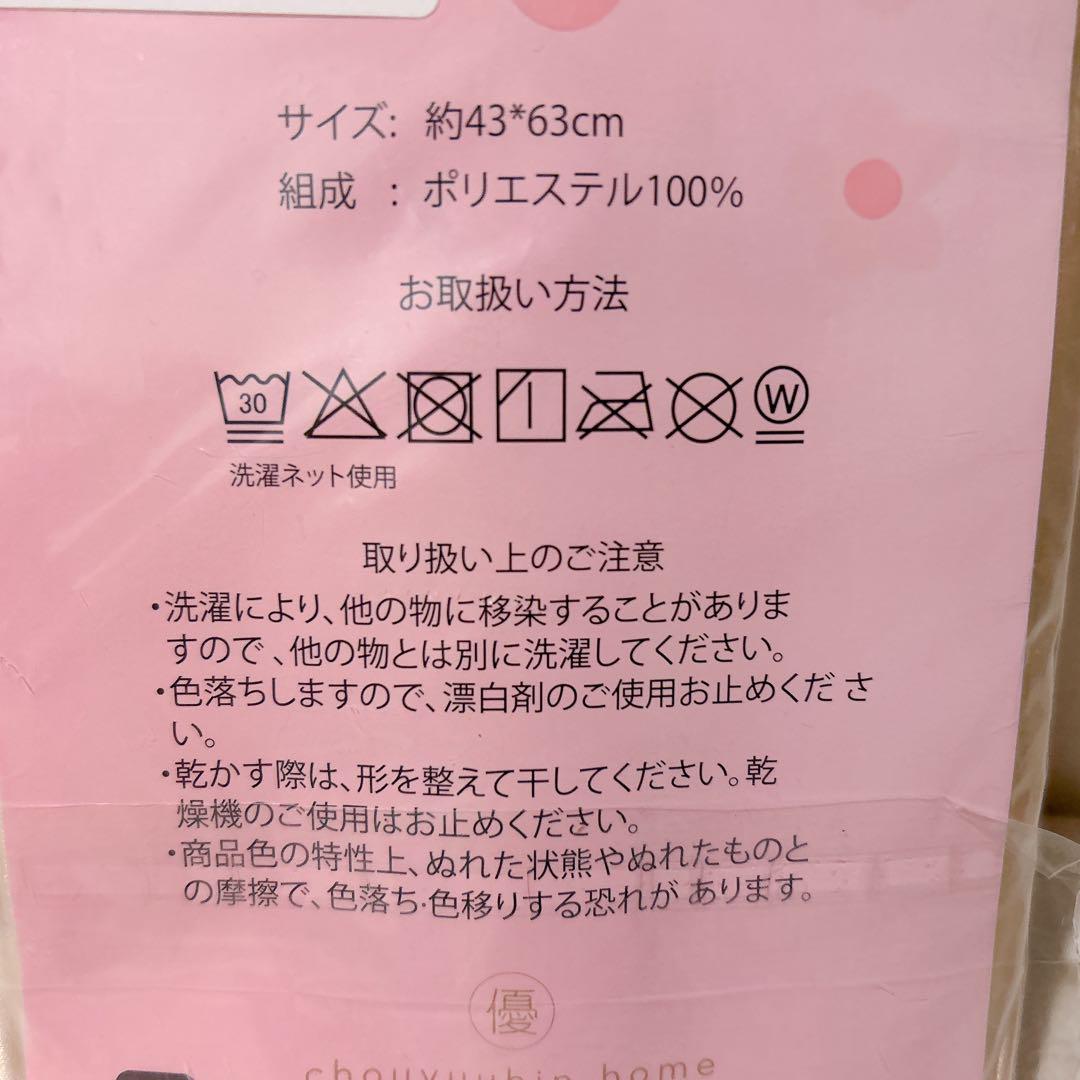 サイズ: 約43*63cm
組成 : ポリエステル100%
お取扱い方法
30
W
洗濯ネット使用
取り扱い上のご注意
・洗濯により、他の物に移染することがありま
すので、他の物とは別に洗濯してください。
・色落ちしますので、漂白剤のご使用お止めくださ
い。
・乾かす際は、形を整えて干してください。乾
燥機のご使用はお止めください。
・商品色の特性上、ぬれた状態やぬれたものと
の摩擦で、色落ち・色移りする恐れがあります。
優
home